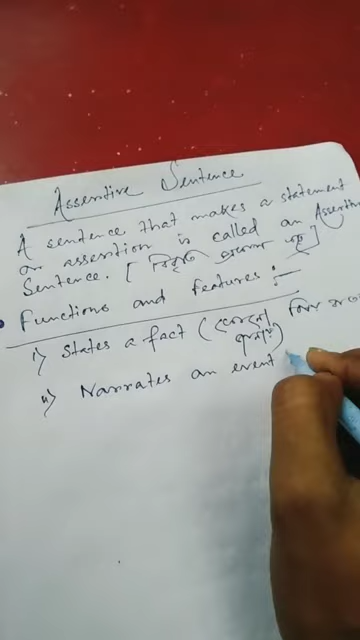 Assertive Sentence
A sentence that makes a statement
or assertion is called an Assertive
Sentence. [ বিবৃতি প্রকাশ
Functions and features :-
i) States a fact ( কোনো
ii) Narrates an event